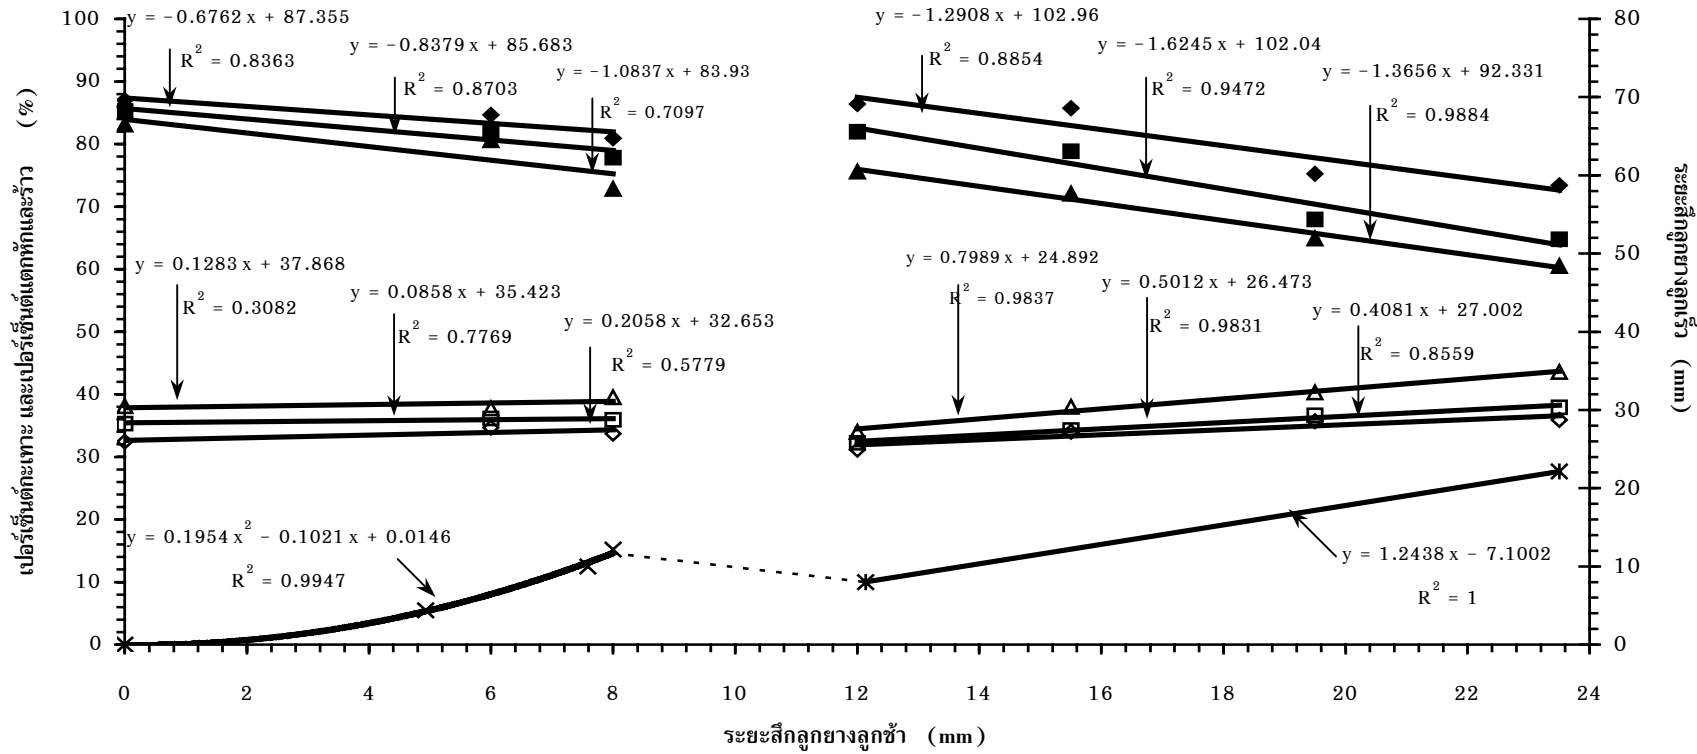 y = −0.6762 x + 87.355
R² = 0.8363
y = −0.8379 x + 85.683
R² = 0.8703
y = −1.0837 x + 83.93
R² = 0.7097
y = −1.2908 x + 102.96
R² = 0.8854
y = −1.6245 x + 102.04
R² = 0.9472
y = −1.3656 x + 92.331
R² = 0.9884
y = 0.1283 x + 37.868
R² = 0.3082
y = 0.0858 x + 35.423
R² = 0.7769
y = 0.2058 x + 32.653
R² = 0.5779
y = 0.7989 x + 24.892
R² = 0.9837
y = 0.5012 x + 26.473
R² = 0.9831
y = 0.4081 x + 27.002
R² = 0.8559
y = 0.1954 x² − 0.1021 x + 0.0146
R² = 0.9947
y = 1.2438 x − 7.1002
R² = 1
เปอร์เซ็นต์กะเทาะ และเปอร์เซ็นต์แตกหักและร้าว (%)
100
90
80
70
60
50
40
30
20
10
0
ระยะสึกลูกยางลูกเร็ว (mm)
80
70
60
50
40
30
20
10
0
0 2 4 6 8 10 12 14 16 18 20 22 24
ระยะสึกลูกยางลูกช้า (mm)